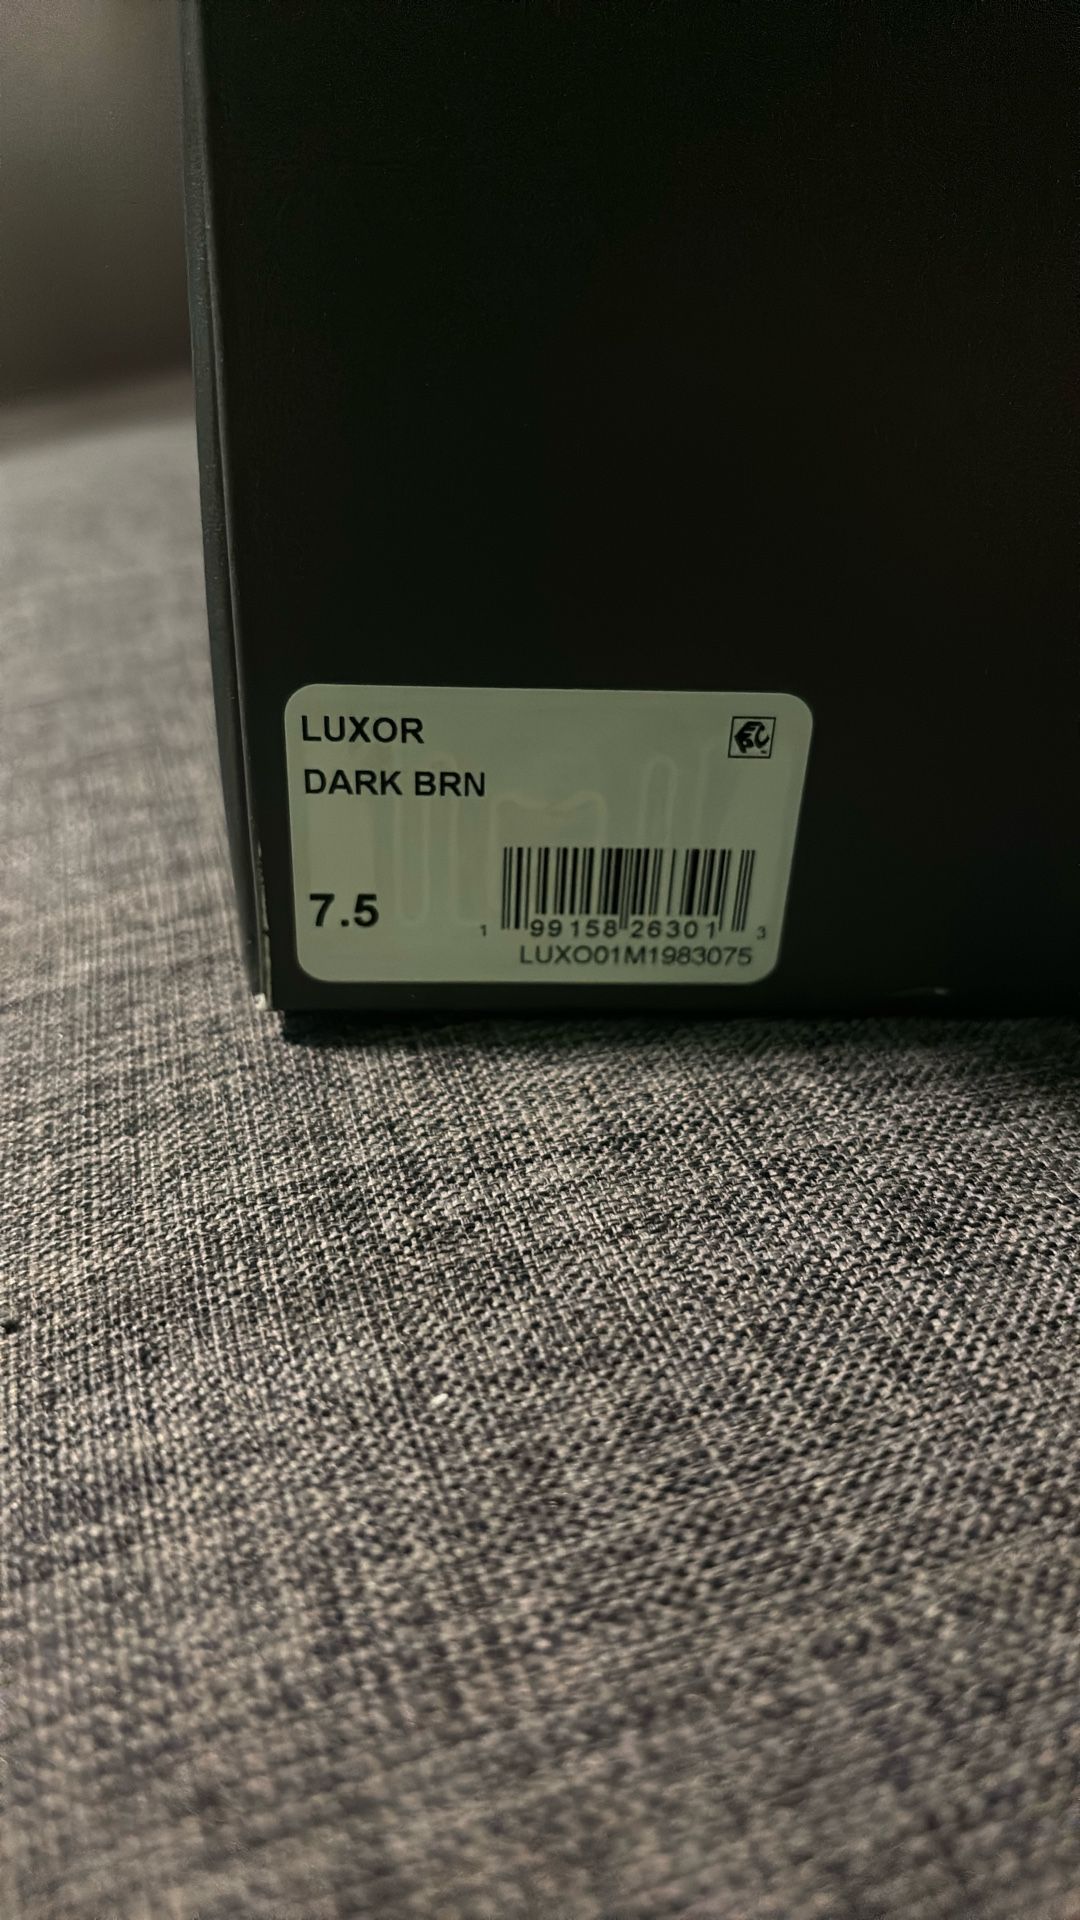 LUXOR
DARK BRN
7.5
1 99158 26301 3
LUXO01M1983075